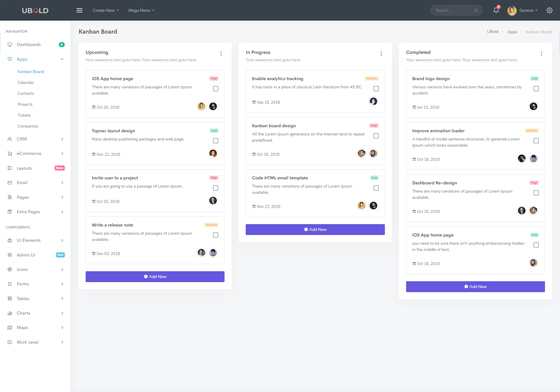 UBOLD
Create New
Mega Menu
Search...
Geneva
NAVIGATION
Dashboards
Apps
Kanban Board
Calendar
Contacts
Projects
Tickets
Companies
CRM
eCommerce
Layouts
Email
Pages
Extra Pages
COMPONENTS
UI Elements
Admin UI
Icons
Forms
Tables
Charts
Maps
Multi Level
Kanban Board
UBold > Apps > Kanban Board
Upcoming
Your awesome text goes here. Your awesome text goes here.
iOS App home page
High
There are many variations of passages of Lorem Ipsum
available.
Oct 16, 2018
Topnav layout design
Low
Many desktop publishing packages and web page.
Nov 22, 2018
Invite user to a project
High
If you are going to use a passage of Lorem Ipsum.
Oct 10, 2018
Write a release note
Medium
There are many variations of passages of Lorem Ipsum
available.
Dec 03, 2018
Add New
In Progress
Your awesome text goes here. Your awesome text goes here.
Enable analytics tracking
Medium
It has roots in a piece of classical Latin literature from 45 BC.
Sep 18, 2018
Kanban board design
High
All the Lorem Ipsum generators on the Internet tend to repeat
predefined.
Oct 30, 2018
Code HTML email template
Low
There are many variations of passages of Lorem Ipsum
available.
Nov 23, 2018
Add New
Completed
Your awesome text goes here. Your awesome text goes here.
Brand logo design
Low
Various versions have evolved over the years, sometimes by
accident.
Jun 12, 2018
Improve animation loader
Medium
A handful of model sentence structures, to generate Lorem
Ipsum which looks reasonable.
Oct 16, 2018
Dashboard Re-design
High
There are many variations of passages of Lorem Ipsum
available.
Oct 18, 2018
iOS App home page
Low
you need to be sure there isn't anything embarrassing hidden
in the middle of text.
Oct 16, 2018
Add New